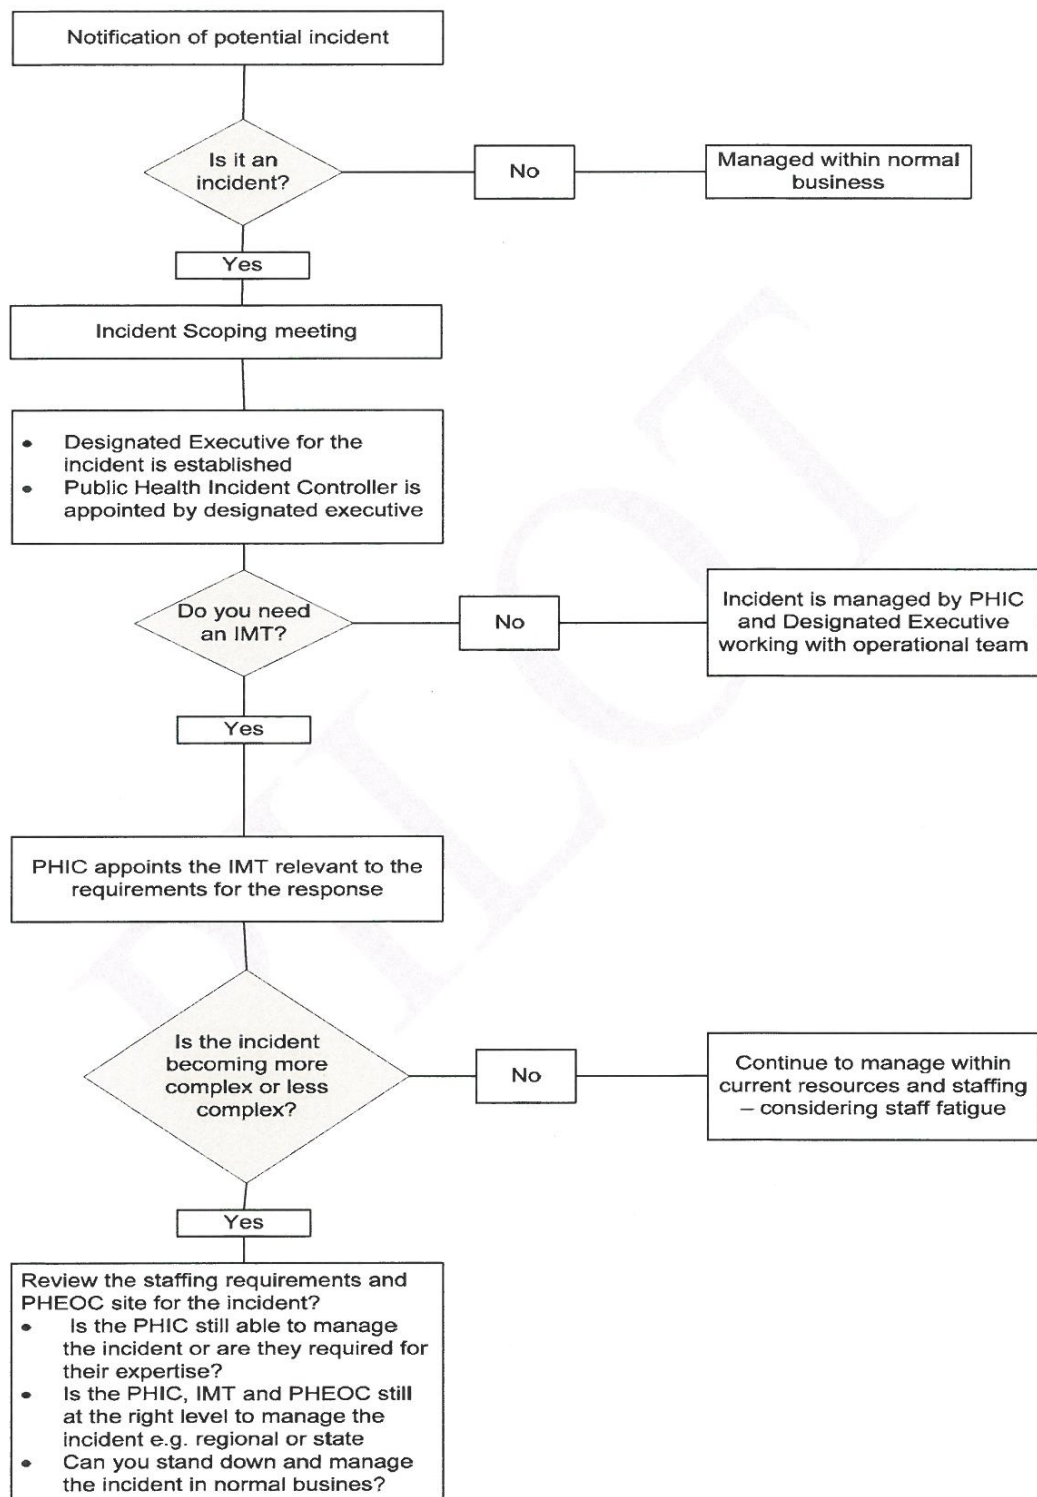 Notification of potential incident
Is it an
incident?
No
Managed within normal
business
Yes
Incident Scoping meeting
• Designated Executive for the
incident is established
• Public Health Incident Controller is
appointed by designated executive
Do you need
an IMT?
No
Incident is managed by PHIC
and Designated Executive
working with operational team
Yes
PHIC appoints the IMT relevant to the
requirements for the response
Is the incident
becoming more
complex or less
complex?
No
Continue to manage within
current resources and staffing
– considering staff fatigue
Yes
Review the staffing requirements and
PHEOC site for the incident?
• Is the PHIC still able to manage
the incident or are they required for
their expertise?
• Is the PHIC, IMT and PHEOC still
at the right level to manage the
incident e.g. regional or state
• Can you stand down and manage
the incident in normal busines?
PILOT